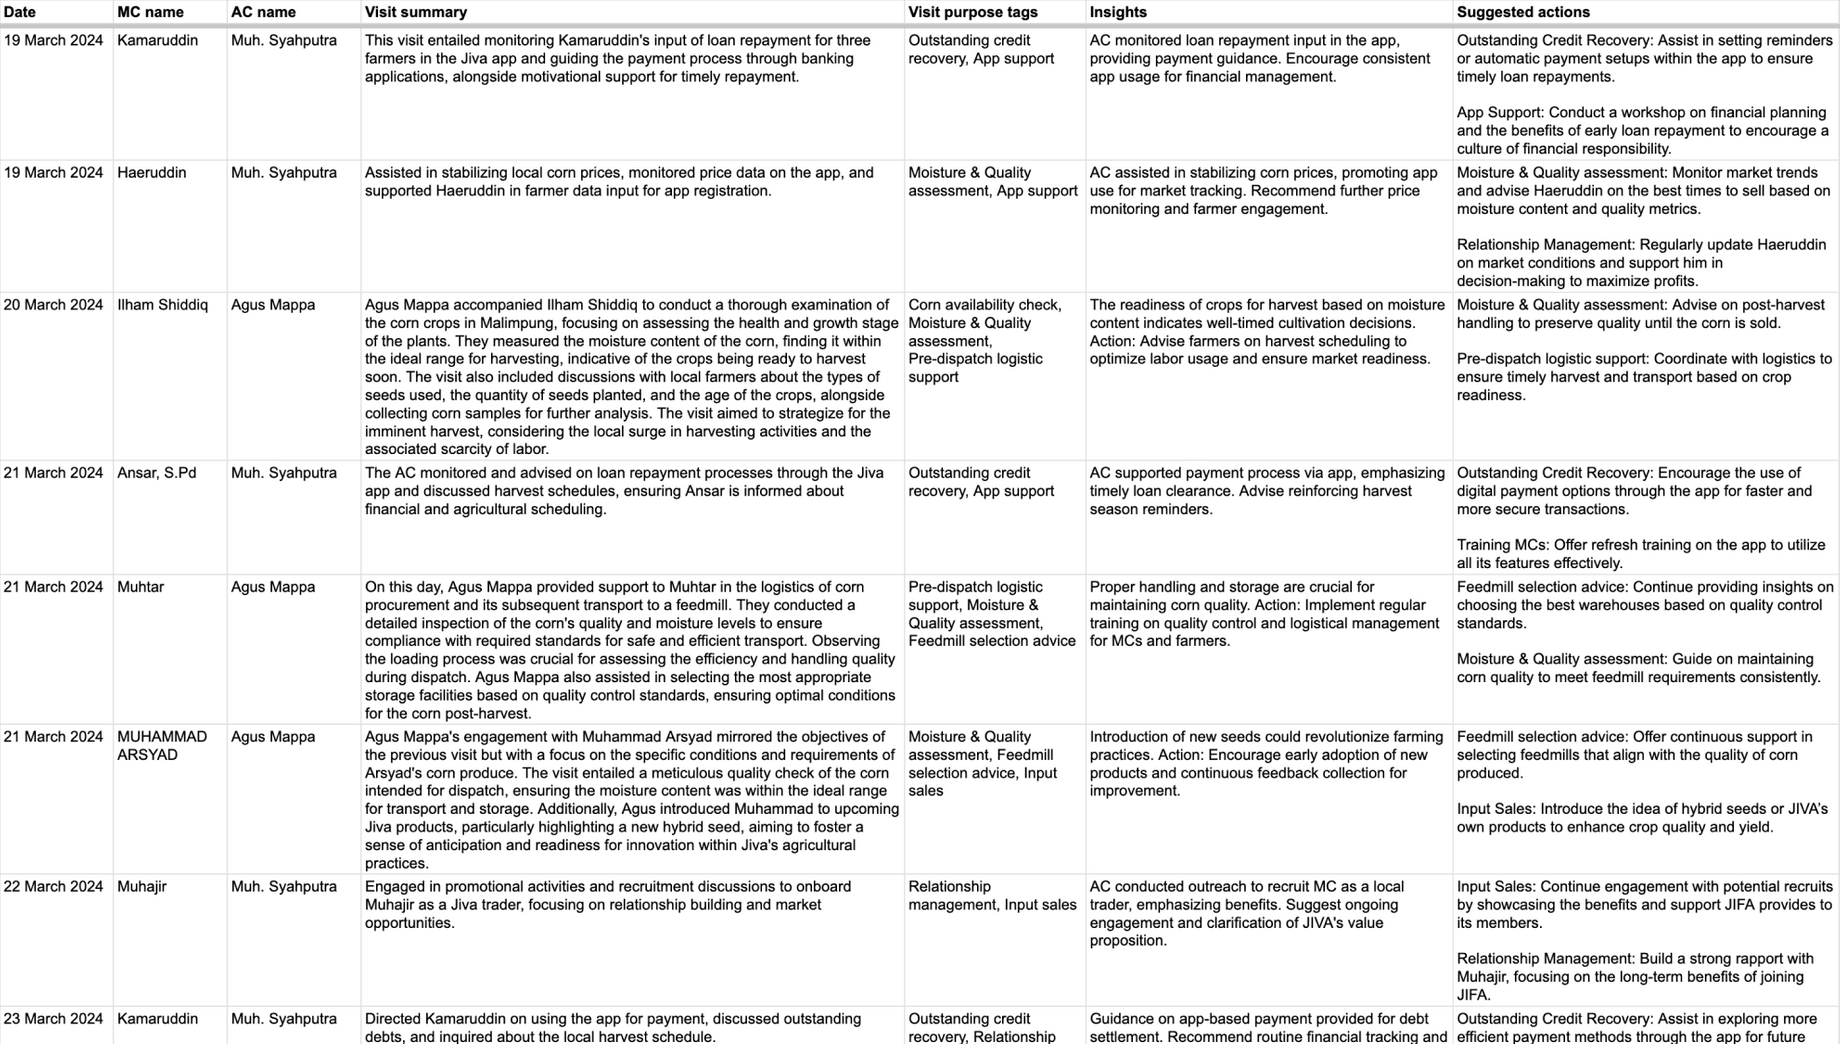 Date MC name AC name Visit summary Visit purpose tags Insights Suggested actions
19 March 2024 Kamaruddin Muh. Syahputra
This visit entailed monitoring Kamaruddin's input of loan repayment for three
farmers in the Jiva app and guiding the payment process through banking
applications, alongside motivational support for timely repayment.
Outstanding credit
recovery, App support
AC monitored loan repayment input in the app,
providing payment guidance. Encourage consistent
app usage for financial management.
Outstanding Credit Recovery: Assist in setting reminders
or automatic payment setups within the app to ensure
timely loan repayments.
App Support: Conduct a workshop on financial planning
and the benefits of early loan repayment to encourage a
culture of financial responsibility.
19 March 2024 Haeruddin Muh. Syahputra
Assisted in stabilizing local corn prices, monitored price data on the app, and
supported Haeruddin in farmer data input for app registration.
Moisture & Quality
assessment, App support
AC assisted in stabilizing corn prices, promoting app
use for market tracking. Recommend further price
monitoring and farmer engagement.
Moisture & Quality assessment: Monitor market trends
and advise Haeruddin on the best times to sell based on
moisture content and quality metrics.
Relationship Management: Regularly update Haeruddin
on market conditions and support him in
decision-making to maximize profits.
20 March 2024 Ilham Shiddiq Agus Mappa
Agus Mappa accompanied Ilham Shiddiq to conduct a thorough examination of
the corn crops in Malimpung, focusing on assessing the health and growth stage
of the plants. They measured the moisture content of the corn, finding it within
the ideal range for harvesting, indicative of the crops being ready to harvest
soon. The visit also included discussions with local farmers about the types of
seeds used, the quantity of seeds planted, and the age of the crops, alongside
collecting corn samples for further analysis. The visit aimed to strategize for the
imminent harvest, considering the local surge in harvesting activities and the
associated scarcity of labor.
Corn availability check,
Moisture & Quality
assessment,
Pre-dispatch logistic
support
The readiness of crops for harvest based on moisture
content indicates well-timed cultivation decisions.
Action: Advise farmers on harvest scheduling to
optimize labor usage and ensure market readiness.
Moisture & Quality assessment: Advise on post-harvest
handling to preserve quality until the corn is sold.
Pre-dispatch logistic support: Coordinate with logistics to
ensure timely harvest and transport based on crop
readiness.
21 March 2024 Ansar, S.Pd Muh. Syahputra
The AC monitored and advised on loan repayment processes through the Jiva
app and discussed harvest schedules, ensuring Ansar is informed about
financial and agricultural scheduling.
Outstanding credit
recovery, App support
AC supported payment process via app, emphasizing
timely loan clearance. Advise reinforcing harvest
season reminders.
Outstanding Credit Recovery: Encourage the use of
digital payment options through the app for faster and
more secure transactions.
Training MCs: Offer refresh training on the app to utilize
all its features effectively.
21 March 2024 Muhtar Agus Mappa
On this day, Agus Mappa provided support to Muhtar in the logistics of corn
procurement and its subsequent transport to a feedmill. They conducted a
detailed inspection of the corn's quality and moisture levels to ensure
compliance with required standards for safe and efficient transport. Observing
the loading process was crucial for assessing the efficiency and handling quality
during dispatch. Agus Mappa also assisted in selecting the most appropriate
storage facilities based on quality control standards, ensuring optimal conditions
for the corn post-harvest.
Pre-dispatch logistic
support, Moisture &
Quality assessment,
Feedmill selection advice
Proper handling and storage are crucial for
maintaining corn quality. Action: Implement regular
training on quality control and logistical management
for MCs and farmers.
Feedmill selection advice: Continue providing insights on
choosing the best warehouses based on quality control
standards.
Moisture & Quality assessment: Guide on maintaining
corn quality to meet feedmill requirements consistently.
21 March 2024 MUHAMMAD
ARSYAD
Agus Mappa
Agus Mappa's engagement with Muhammad Arsyad mirrored the objectives of
the previous visit but with a focus on the specific conditions and requirements of
Arsyad's corn produce. The visit entailed a meticulous quality check of the corn
intended for dispatch, ensuring the moisture content was within the ideal range
for transport and storage. Additionally, Agus introduced Muhammad to upcoming
Jiva products, particularly highlighting a new hybrid seed, aiming to foster a
sense of anticipation and readiness for innovation within Jiva's agricultural
practices.
Moisture & Quality
assessment, Feedmill
selection advice, Input
sales
Introduction of new seeds could revolutionize farming
practices. Action: Encourage early adoption of new
products and continuous feedback collection for
improvement.
Feedmill selection advice: Offer continuous support in
selecting feedmills that align with the quality of corn
produced.
Input Sales: Introduce the idea of hybrid seeds or JIVA's
own products to enhance crop quality and yield.
22 March 2024 Muhajir Muh. Syahputra
Engaged in promotional activities and recruitment discussions to onboard
Muhajir as a Jiva trader, focusing on relationship building and market
opportunities.
Relationship
management, Input sales
AC conducted outreach to recruit MC as a local
trader, emphasizing benefits. Suggest ongoing
engagement and clarification of JIVA's value
proposition.
Input Sales: Continue engagement with potential recruits
by showcasing the benefits and support JIFA provides to
its members.
Relationship Management: Build a strong rapport with
Muhajir, focusing on the long-term benefits of joining
JIFA.
23 March 2024 Kamaruddin Muh. Syahputra
Directed Kamaruddin on using the app for payment, discussed outstanding
debts, and inquired about the local harvest schedule.
Outstanding credit
recovery, Relationship
Guidance on app-based payment provided for debt
settlement. Recommend routine financial tracking and
Outstanding Credit Recovery: Assist in exploring more
efficient payment methods through the app for future